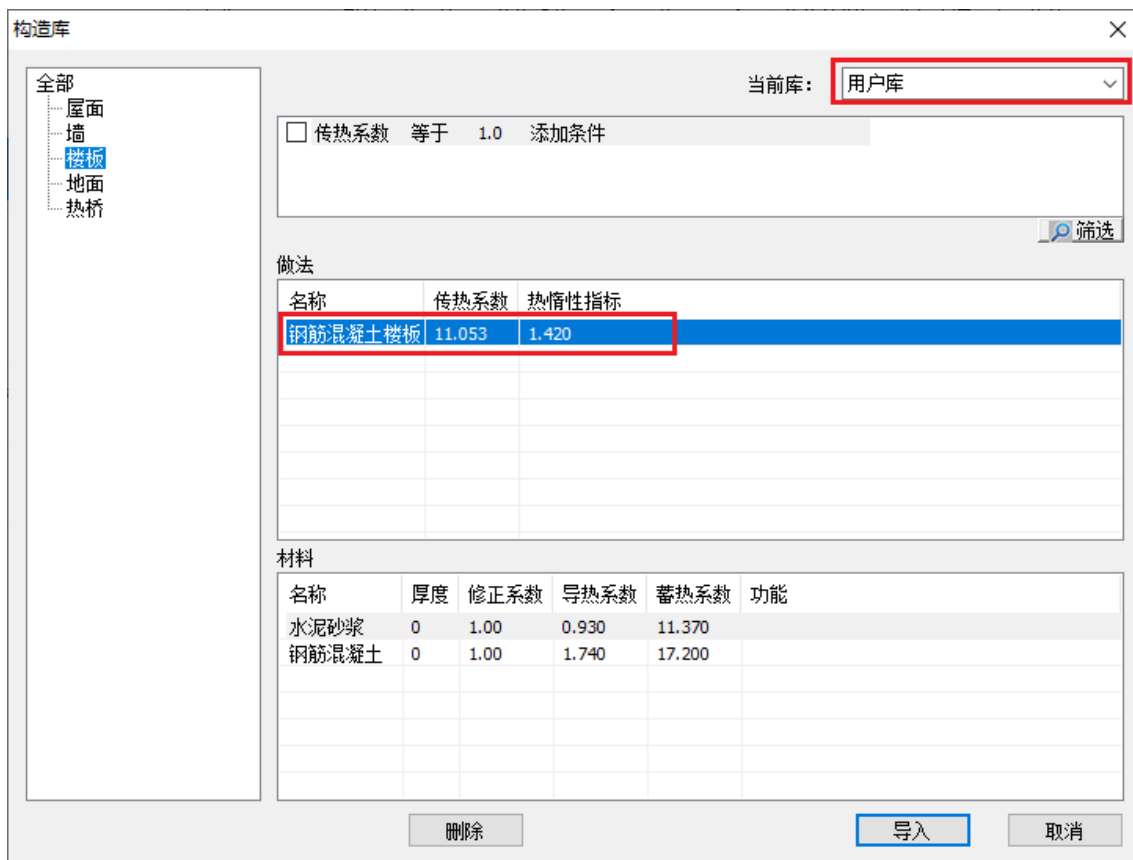 构造库
全部
屋面
墙
楼板
地面
热桥
当前库： 用户库
传热系数 等于 1.0 添加条件
筛选
做法
名称 传热系数 热惰性指标
钢筋混凝土楼板 11.053 1.420
材料
名称 厚度 修正系数 导热系数 蓄热系数 功能
水泥砂浆 0 1.00 0.930 11.370
钢筋混凝土 0 1.00 1.740 17.200
删除 导入 取消